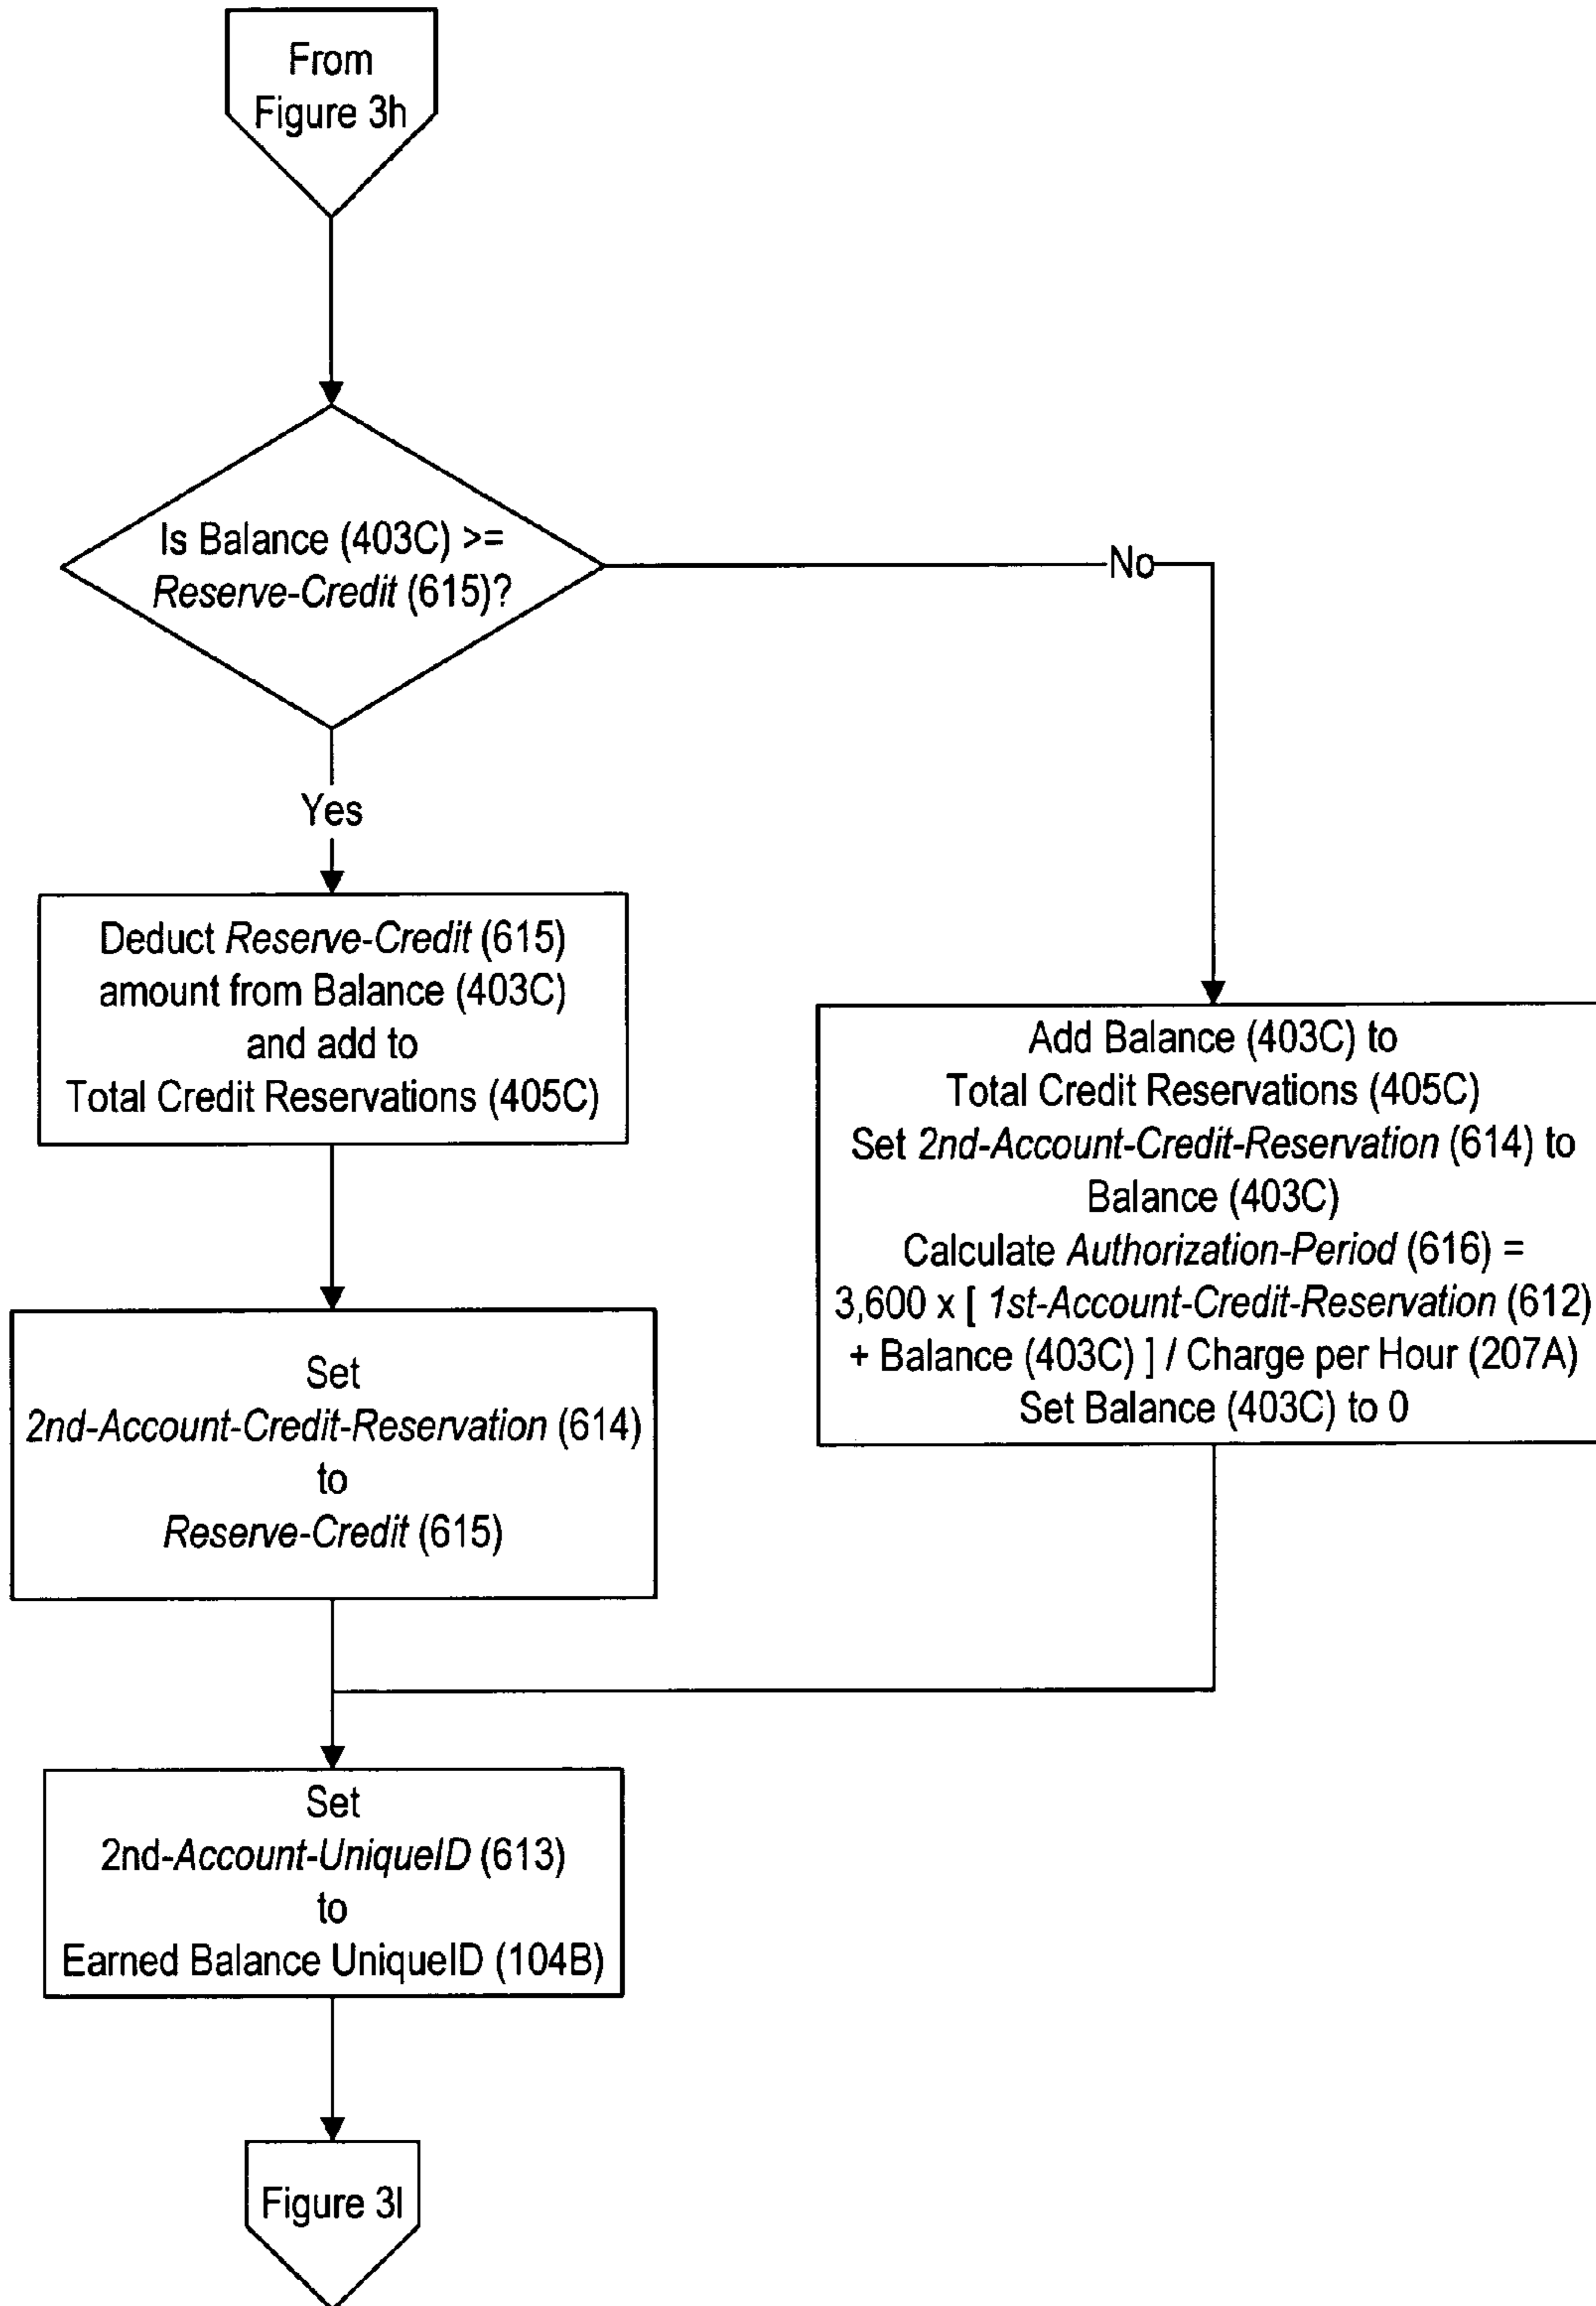 From
Figure 3h
Is Balance (403C) >=
Reserve-Credit (615)?
No
Yes
Deduct Reserve-Credit (615)
amount from Balance (403C)
and add to
Total Credit Reservations (405C)
Add Balance (403C) to
Total Credit Reservations (405C)
Set 2nd-Account-Credit-Reservation (614) to
Balance (403C)
Calculate Authorization-Period (616) =
3,600 x [ 1st-Account-Credit-Reservation (612)
+ Balance (403C) ] / Charge per Hour (207A)
Set Balance (403C) to 0
Set
2nd-Account-Credit-Reservation (614)
to
Reserve-Credit (615)
Set
2nd-Account-UniqueID (613)
to
Earned Balance UniqueID (104B)
Figure 3l